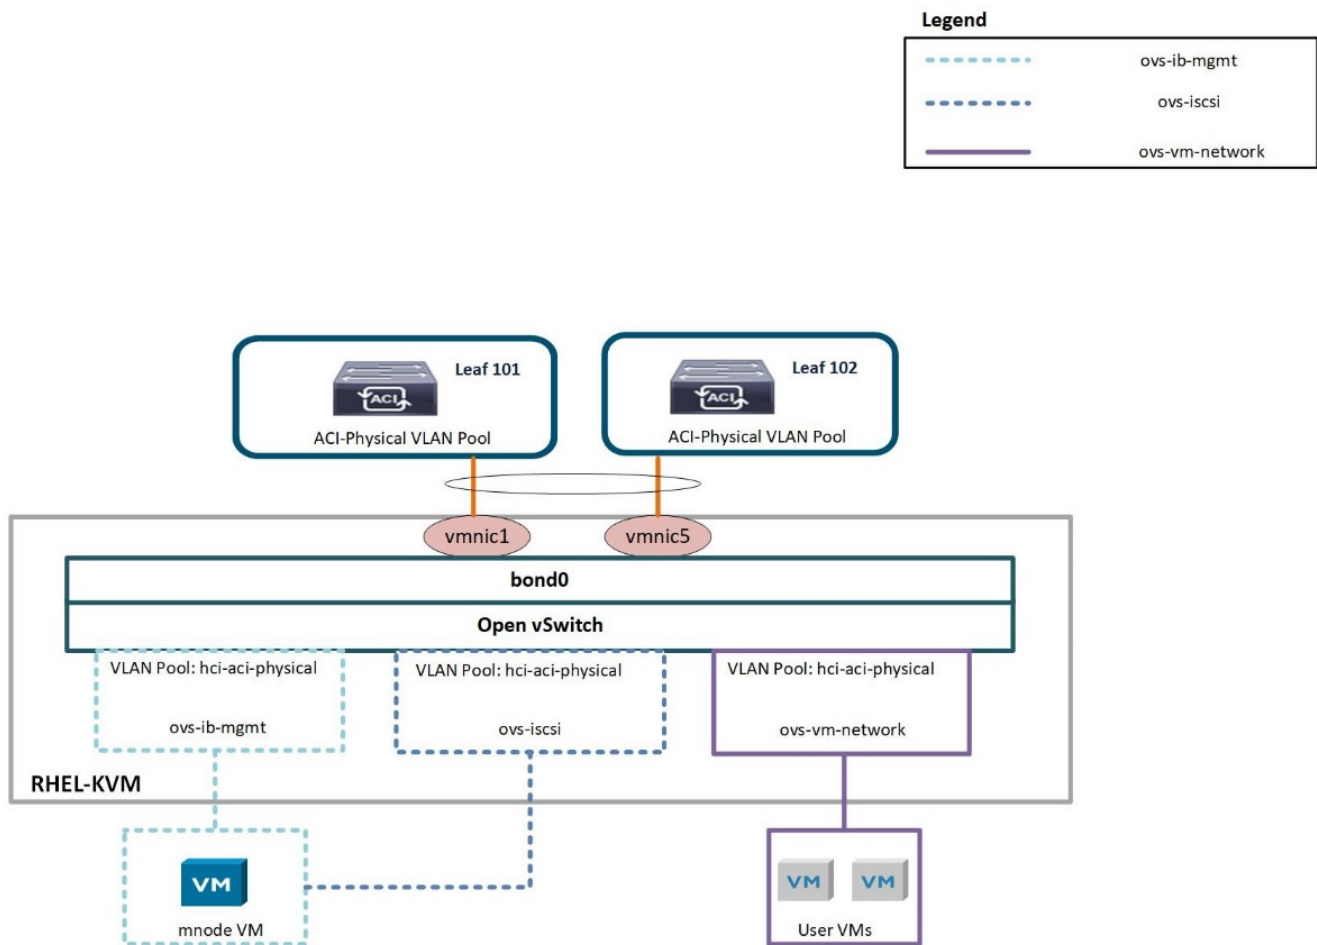 Legend
ovs-ib-mgmt
ovs-iscsi
ovs-vm-network
Leaf 101
ACI
ACI-Physical VLAN Pool
Leaf 102
ACI
ACI-Physical VLAN Pool
vmnic1
vmnic5
bond0
Open vSwitch
VLAN Pool: hci-aci-physical
ovs-ib-mgmt
VLAN Pool: hci-aci-physical
ovs-iscsi
VLAN Pool: hci-aci-physical
ovs-vm-network
RHEL-KVM
VM
mnode VM
VM
VM
User VMs